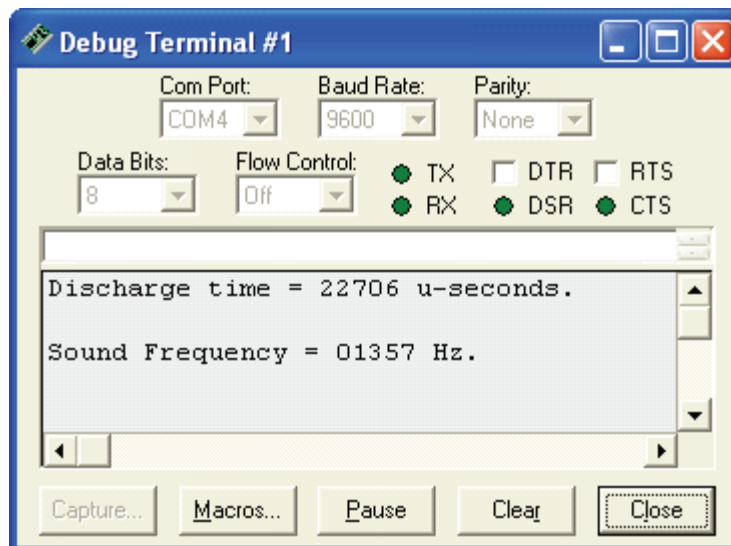 Debug Terminal #1
Com Port: Baud Rate: Parity:
COM4 9600 None
Data Bits: Flow Control: TX DTR RTS
8 Off RX DSR CTS
Discharge time = 22706 u-seconds.
Sound Frequency = 01357 Hz.
Capture... Macros... Pause Clear Close